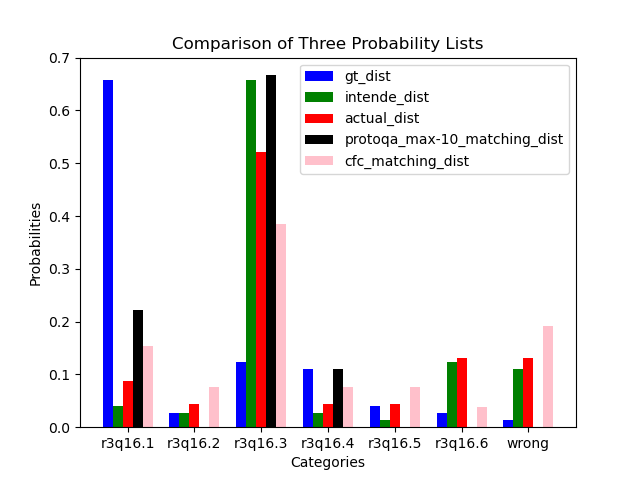 Comparison of Three Probability Lists
0.7
0.6
0.5
0.4
0.3
0.2
0.1
0.0
Probabilities
gt_dist
intende_dist
actual_dist
protoqa_max-10_matching_dist
cfc_matching_dist
r3q16.1 r3q16.2 r3q16.3 r3q16.4 r3q16.5 r3q16.6 wrong
Categories